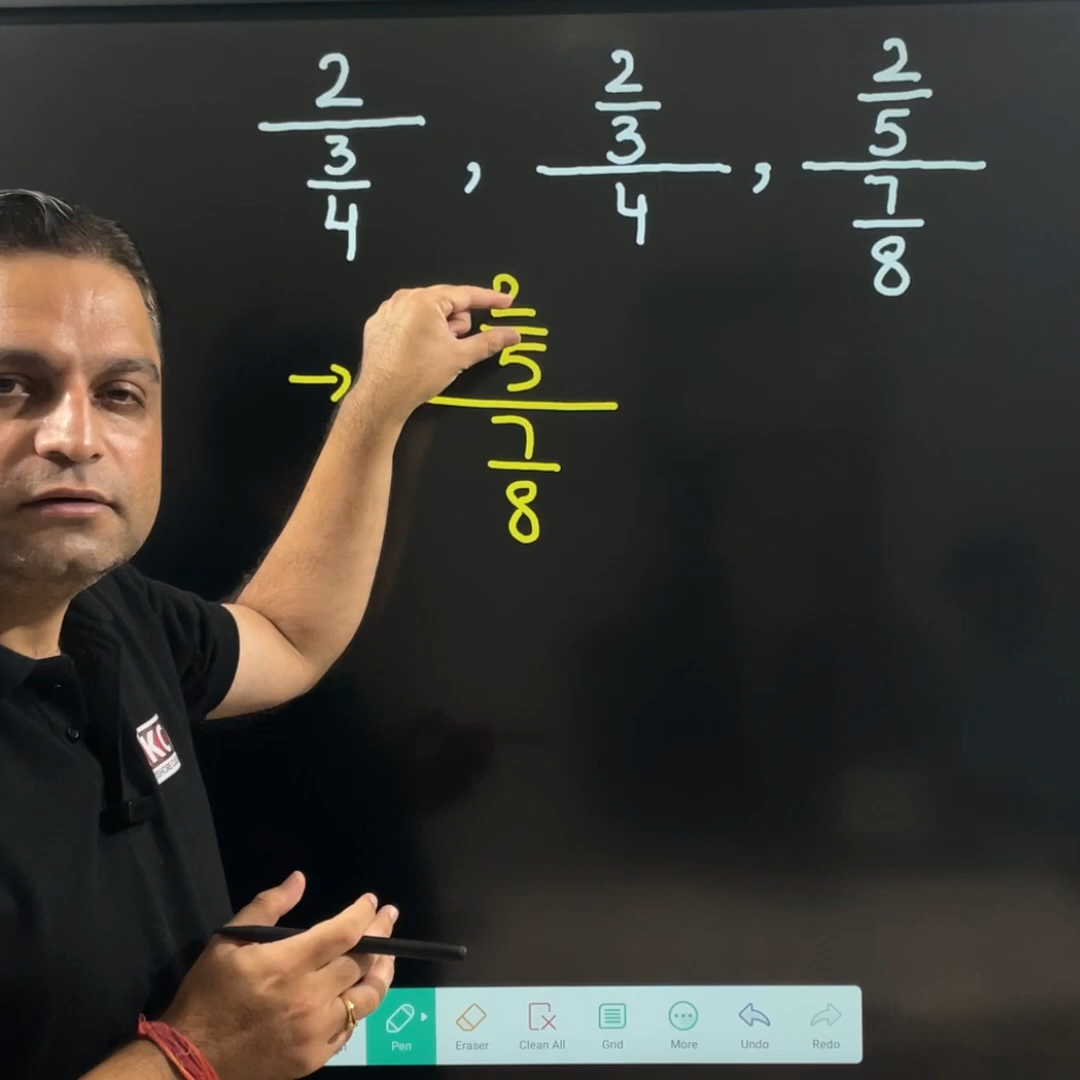 2/(3/4) , (2/3)/4 , (2/5)/(7/8)
→ (2/5)/(7/8)
Pen Eraser Clean All Grid More Undo Redo